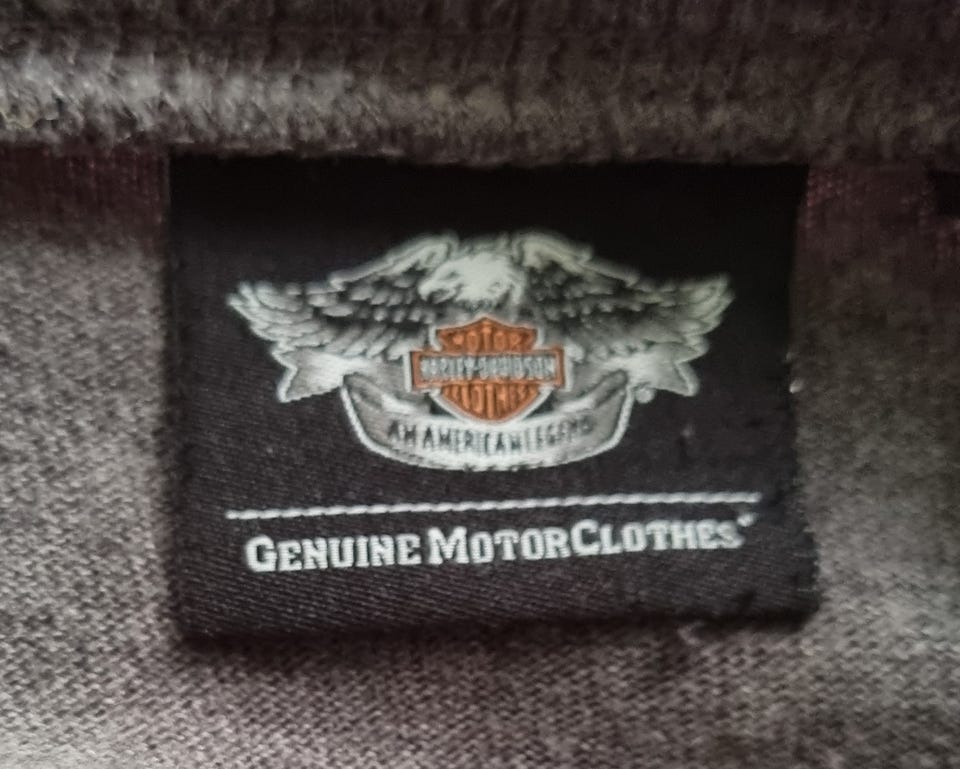 MOTOR
HARLEY-DAVIDSON
CLOTHES
AN AMERICAN LEGEND
®
GENUINE MOTORCLOTHES